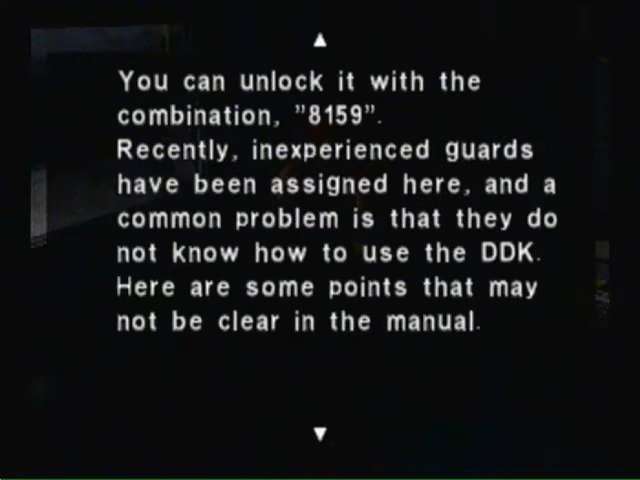 You can unlock it with the
combination, "8159".
Recently, inexperienced guards
have been assigned here, and a
common problem is that they do
not know how to use the DDK.
Here are some points that may
not be clear in the manual.